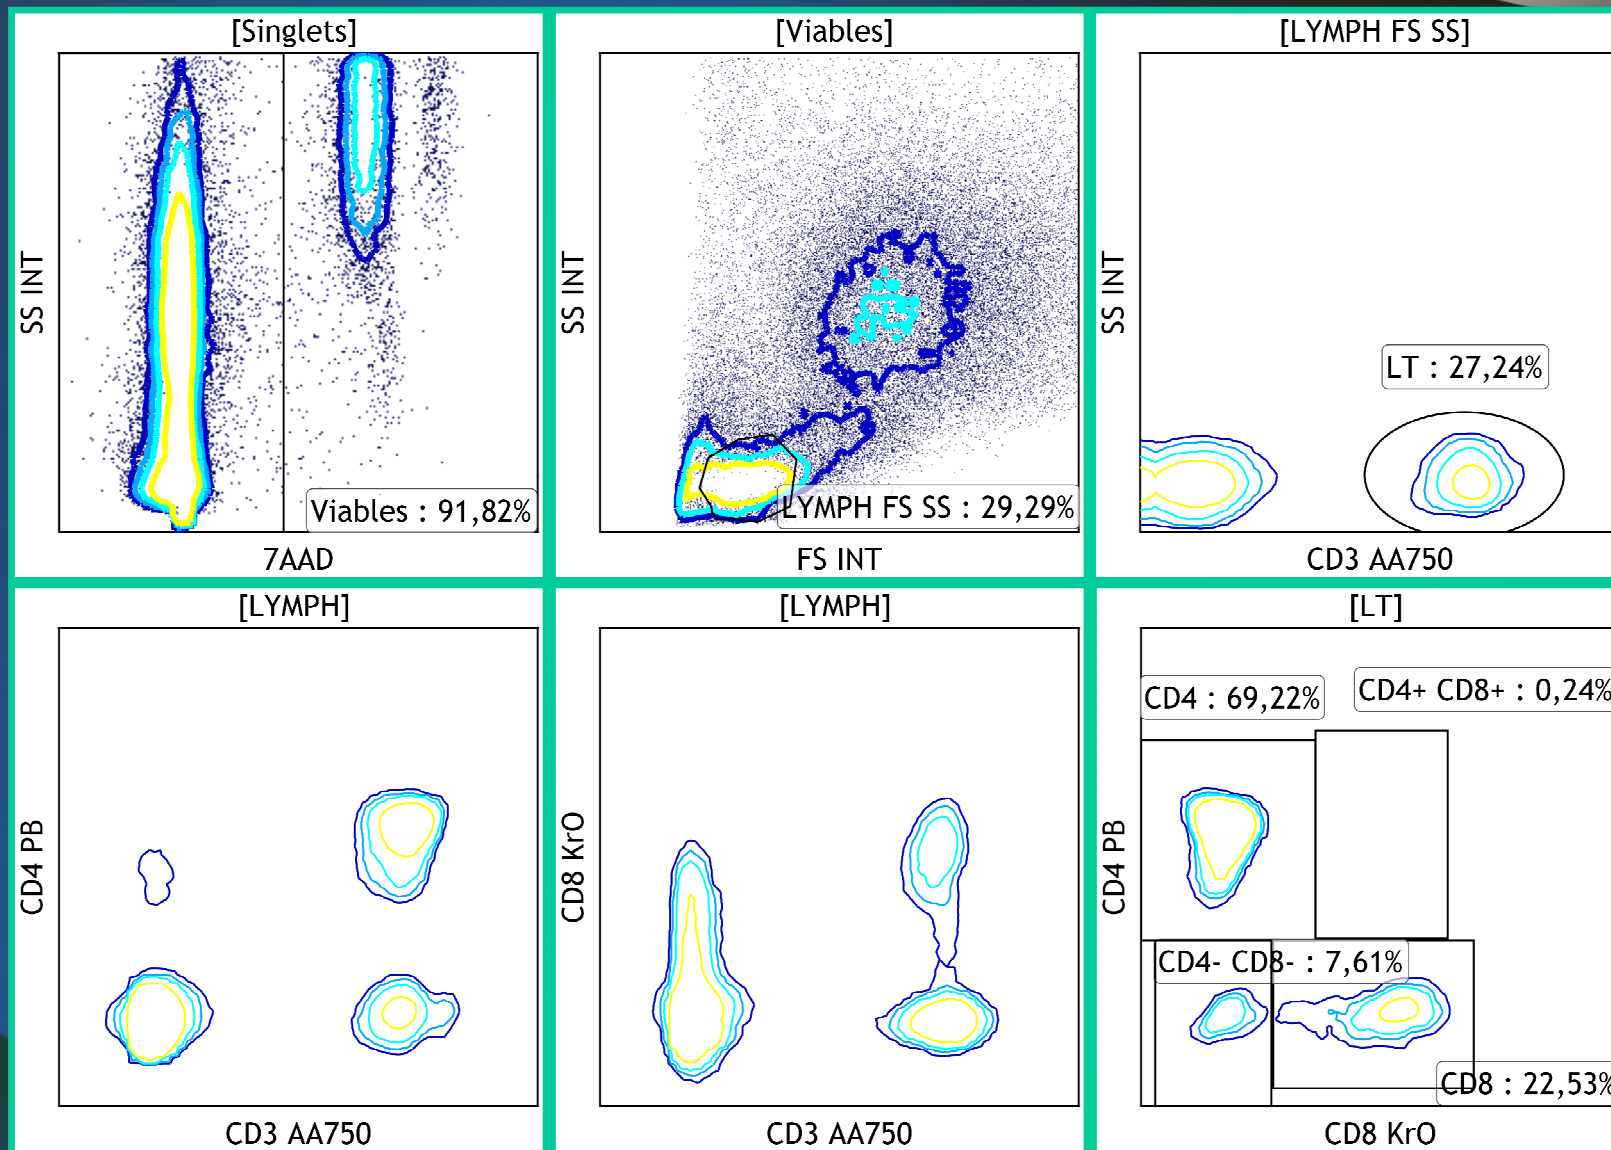 [Singlets]
SS INT
Viables : 91,82%
7AAD
[Viables]
SS INT
LYMPH FS SS : 29,29%
FS INT
[LYMPH FS SS]
SS INT
LT : 27,24%
CD3 AA750
[LYMPH]
CD4 PB
CD3 AA750
[LYMPH]
CD8 KrO
CD3 AA750
[LT]
CD4 PB
CD4 : 69,22%
CD4+ CD8+ : 0,24%
CD4- CD8- : 7,61%
CD8 : 22,53%
CD8 KrO